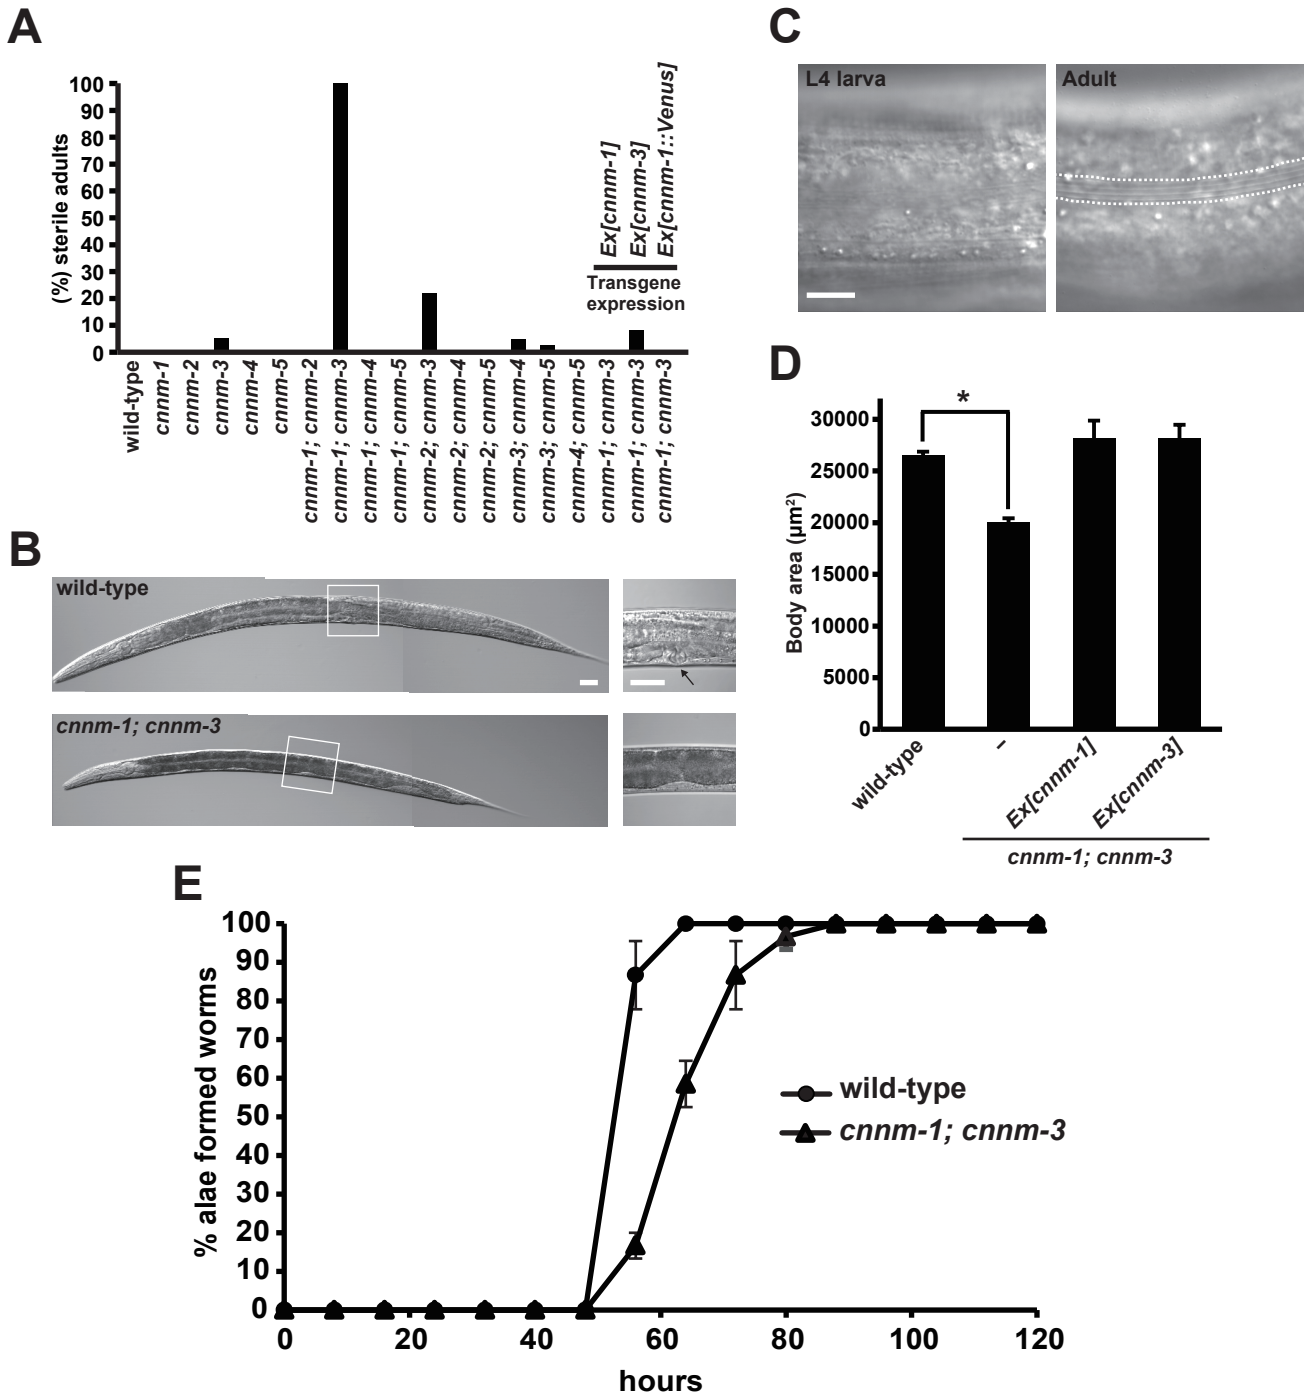 A
(%) sterile adults
100
90
80
70
60
50
40
30
20
10
0
Ex[cnnm-1]
Ex[cnnm-3]
Ex[cnnm-1::Venus]
Transgene
expression
wild-type
cnnm-1
cnnm-2
cnnm-3
cnnm-4
cnnm-5
cnnm-1; cnnm-2
cnnm-1; cnnm-3
cnnm-1; cnnm-4
cnnm-1; cnnm-5
cnnm-2; cnnm-3
cnnm-2; cnnm-4
cnnm-2; cnnm-5
cnnm-3; cnnm-4
cnnm-3; cnnm-5
cnnm-4; cnnm-5
cnnm-1; cnnm-3
cnnm-1; cnnm-3
cnnm-1; cnnm-3
B
wild-type
cnnm-1; cnnm-3
C
L4 larva
Adult
D
Body area (µm²)
30000
25000
20000
15000
10000
5000
0
*
wild-type
–
Ex[cnnm-1]
Ex[cnnm-3]
cnnm-1; cnnm-3
E
% alae formed worms
100
90
80
70
60
50
40
30
20
10
0
wild-type
cnnm-1; cnnm-3
0 20 40 60 80 100 120
hours